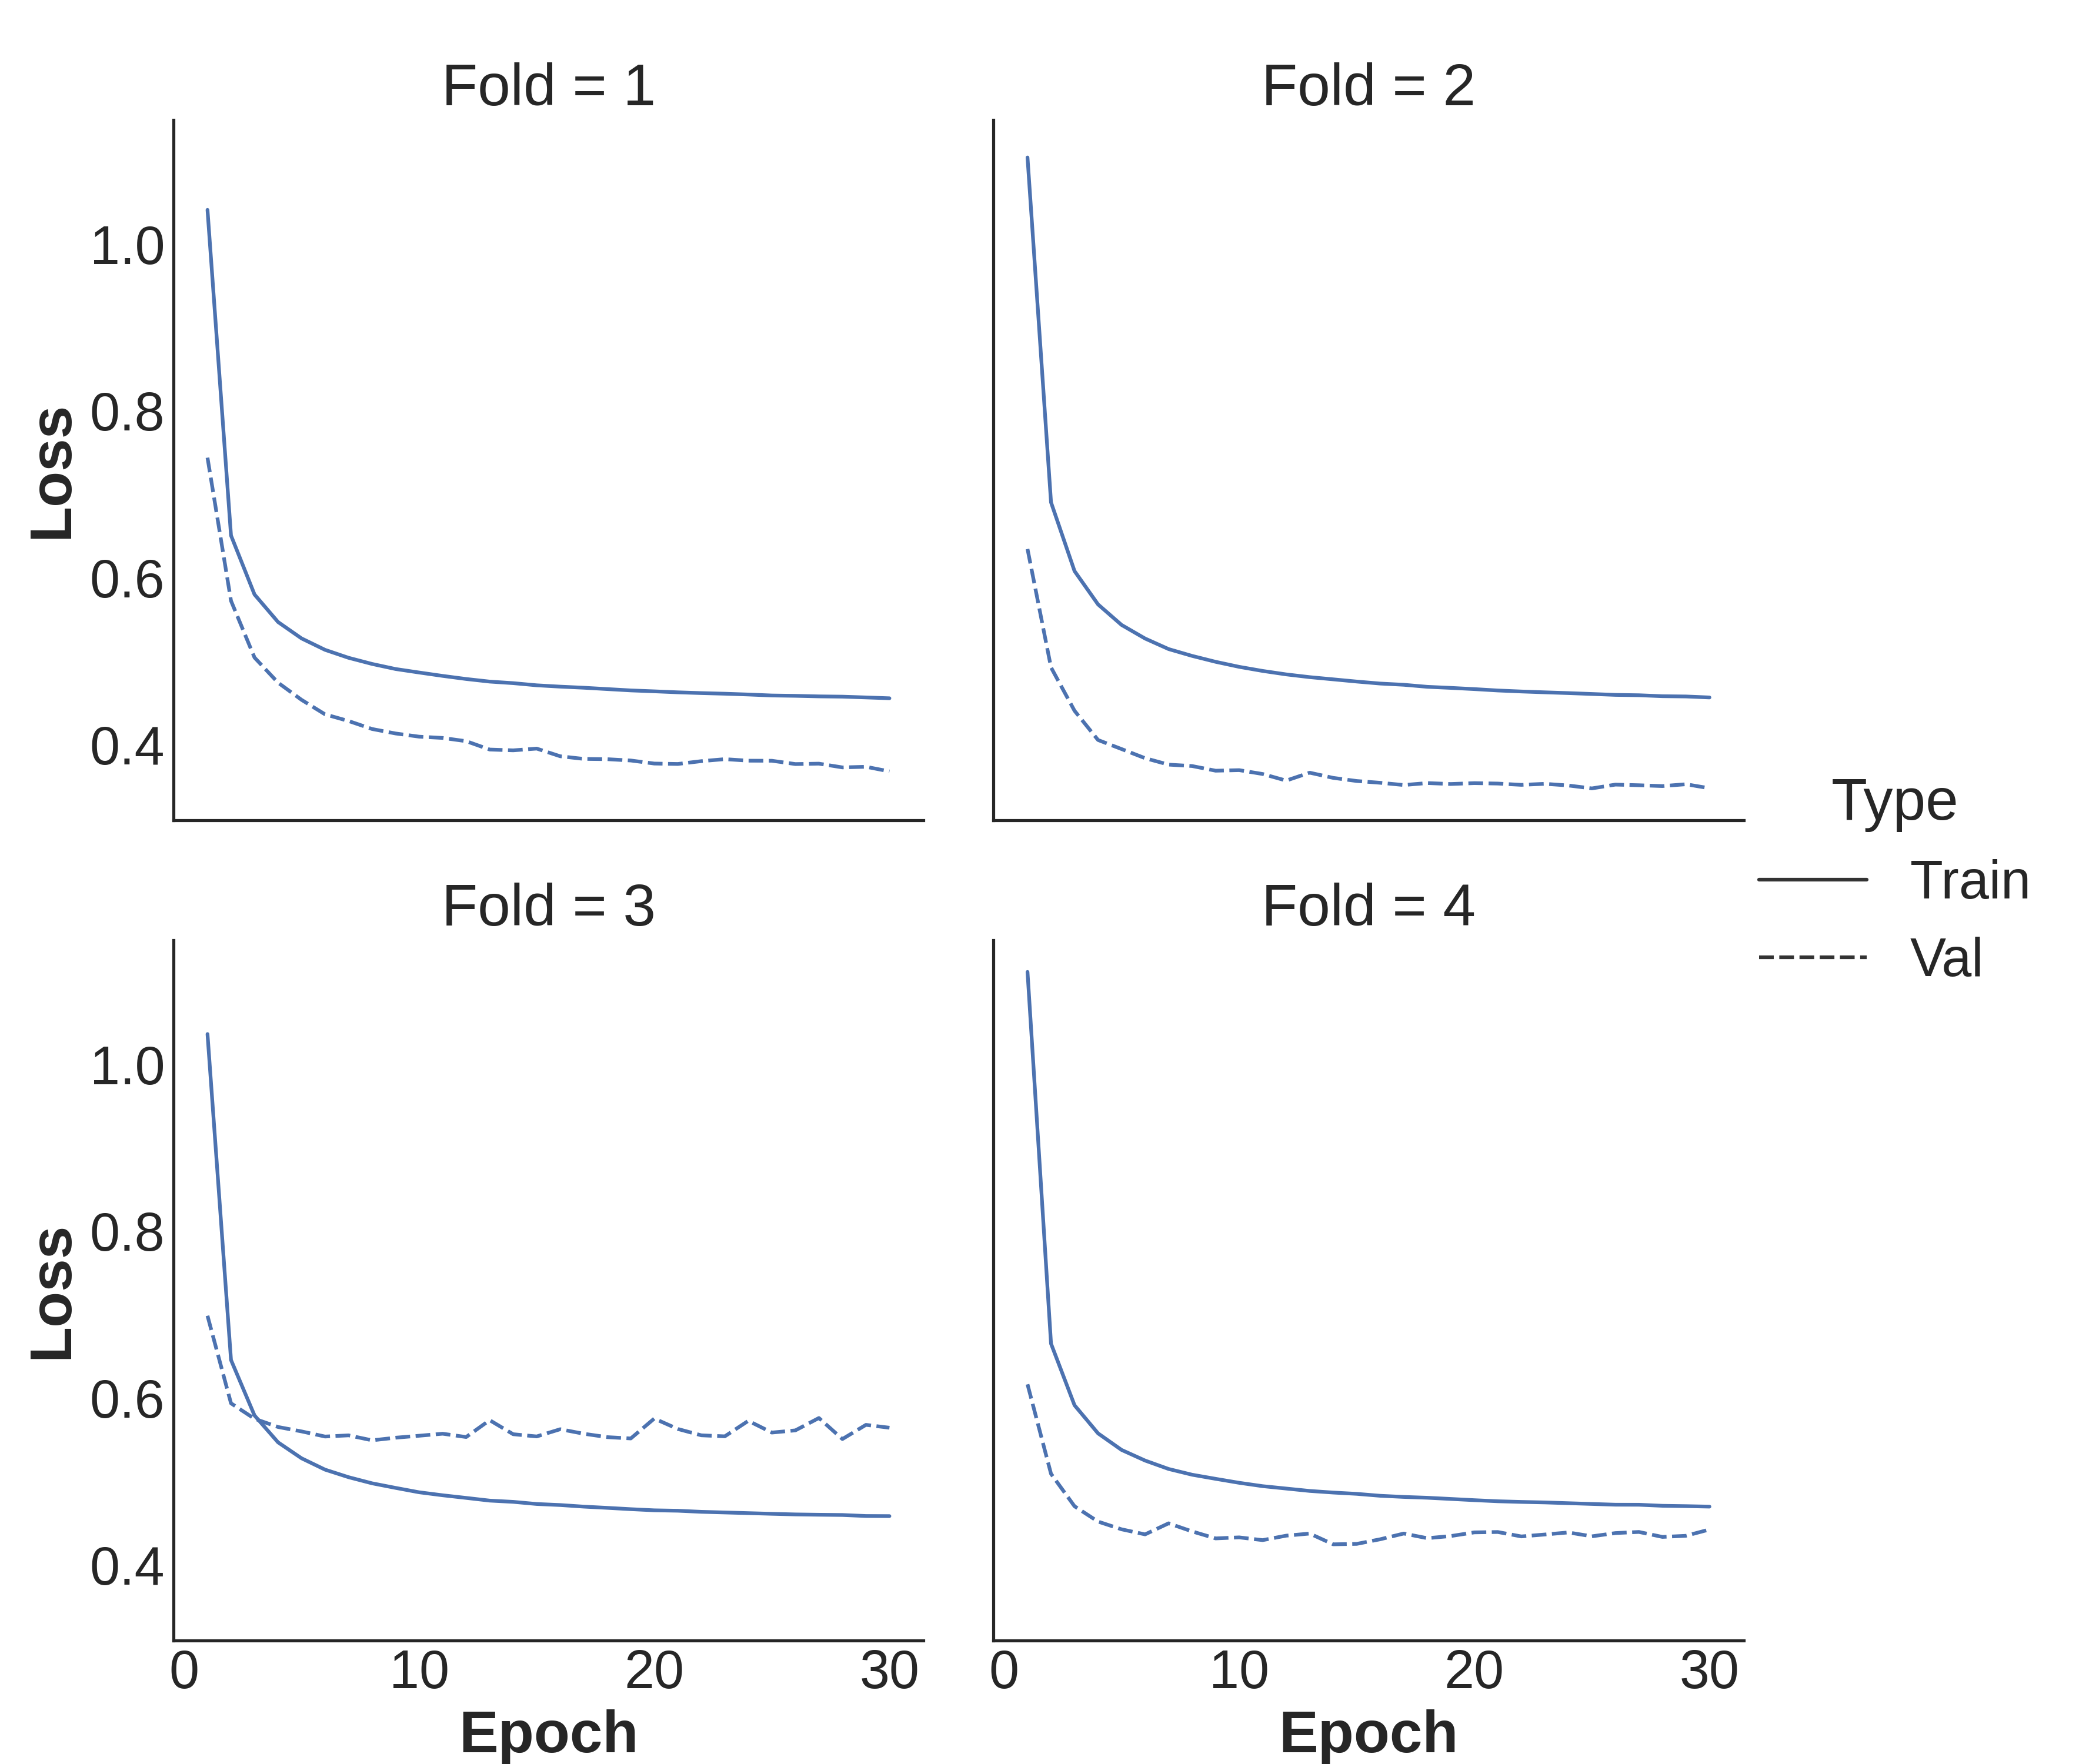 Fold = 1
Fold = 2
1.0
0.8
0.6
0.4
Loss
Fold = 3
Fold = 4
1.0
0.8
0.6
0.4
Loss
0 10 20 30
0 10 20 30
Epoch
Epoch
Type
Train
Val